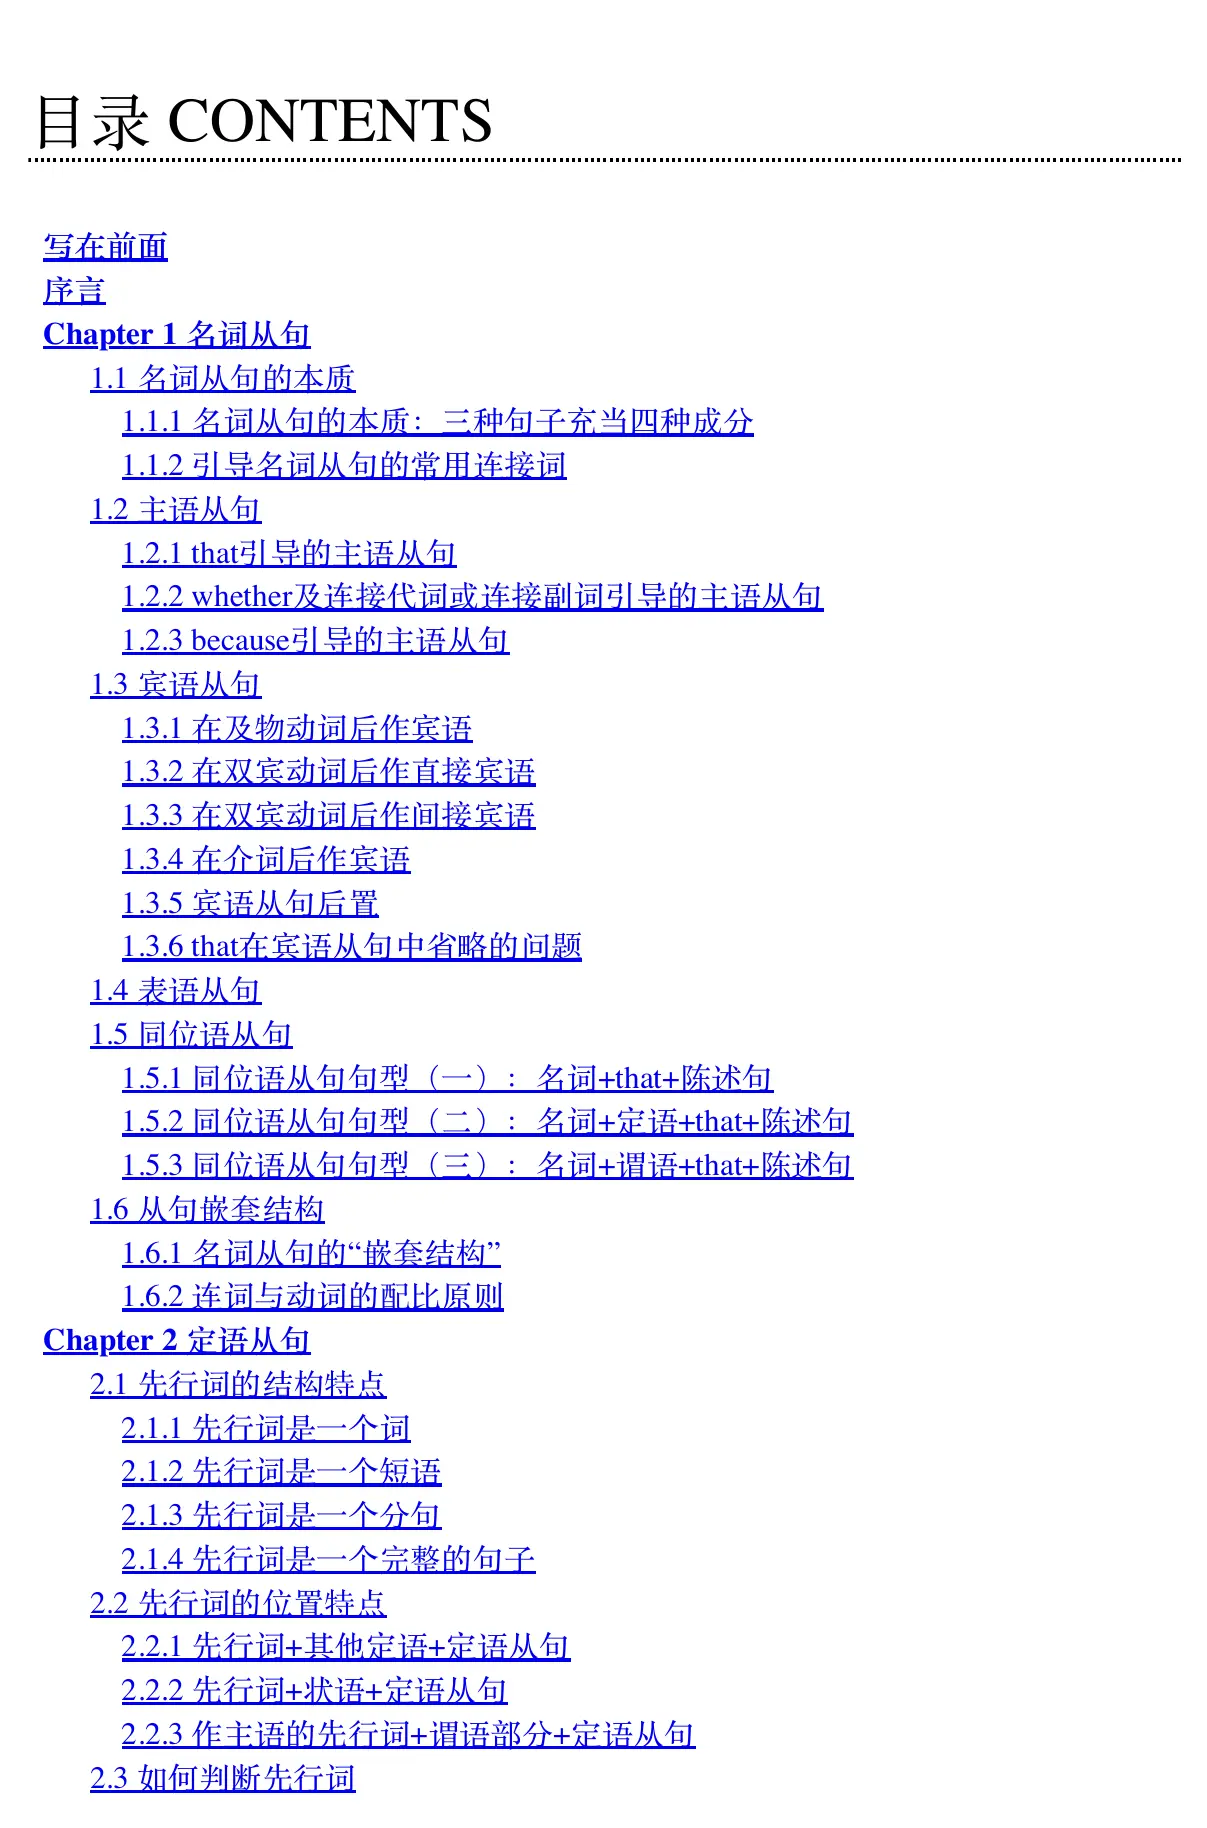 目录 CONTENTS
写在前面
序言
Chapter 1 名词从句
1.1 名词从句的本质
1.1.1 名词从句的本质：三种句子充当四种成分
1.1.2 引导名词从句的常用连接词
1.2 主语从句
1.2.1 that引导的主语从句
1.2.2 whether及连接代词或连接副词引导的主语从句
1.2.3 because引导的主语从句
1.3 宾语从句
1.3.1 在及物动词后作宾语
1.3.2 在双宾动词后作直接宾语
1.3.3 在双宾动词后作间接宾语
1.3.4 在介词后作宾语
1.3.5 宾语从句后置
1.3.6 that在宾语从句中省略的问题
1.4 表语从句
1.5 同位语从句
1.5.1 同位语从句句型（一）：名词+that+陈述句
1.5.2 同位语从句句型（二）：名词+定语+that+陈述句
1.5.3 同位语从句句型（三）：名词+谓语+that+陈述句
1.6 从句嵌套结构
1.6.1 名词从句的“嵌套结构”
1.6.2 连词与动词的配比原则
Chapter 2 定语从句
2.1 先行词的结构特点
2.1.1 先行词是一个词
2.1.2 先行词是一个短语
2.1.3 先行词是一个分句
2.1.4 先行词是一个完整的句子
2.2 先行词的位置特点
2.2.1 先行词+其他定语+定语从句
2.2.2 先行词+状语+定语从句
2.2.3 作主语的先行词+谓语部分+定语从句
2.3 如何判断先行词